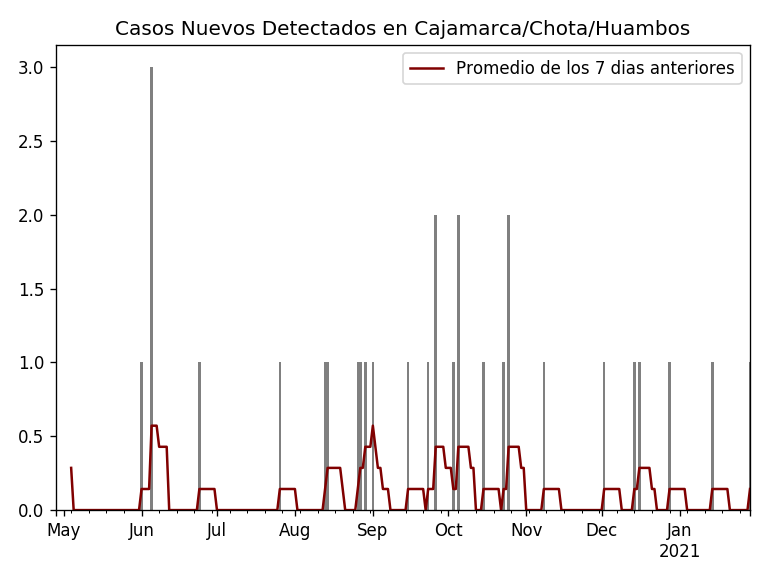 Casos Nuevos Detectados en Cajamarca/Chota/Huambos
Promedio de los 7 dias anteriores
3.0
2.5
2.0
1.5
1.0
0.5
0.0
May Jun Jul Aug Sep Oct Nov Dec Jan
2021